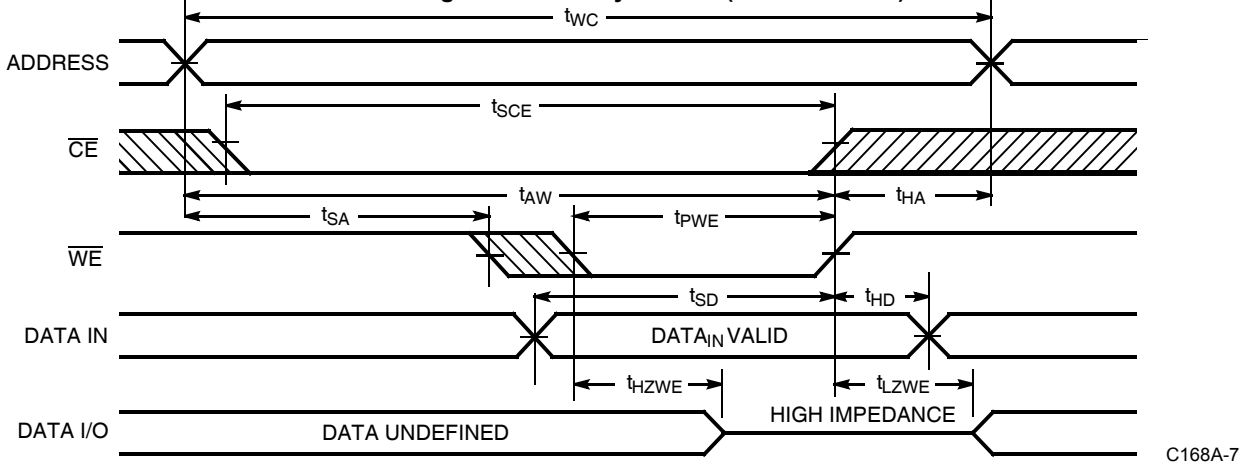 tWC
ADDRESS
tSCE
CE
tAW
tHA
tSA
tPWE
WE
tSD
tHD
DATA IN
DATAIN VALID
tHZWE
tLZWE
HIGH IMPEDANCE
DATA I/O
DATA UNDEFINED
C168A-7